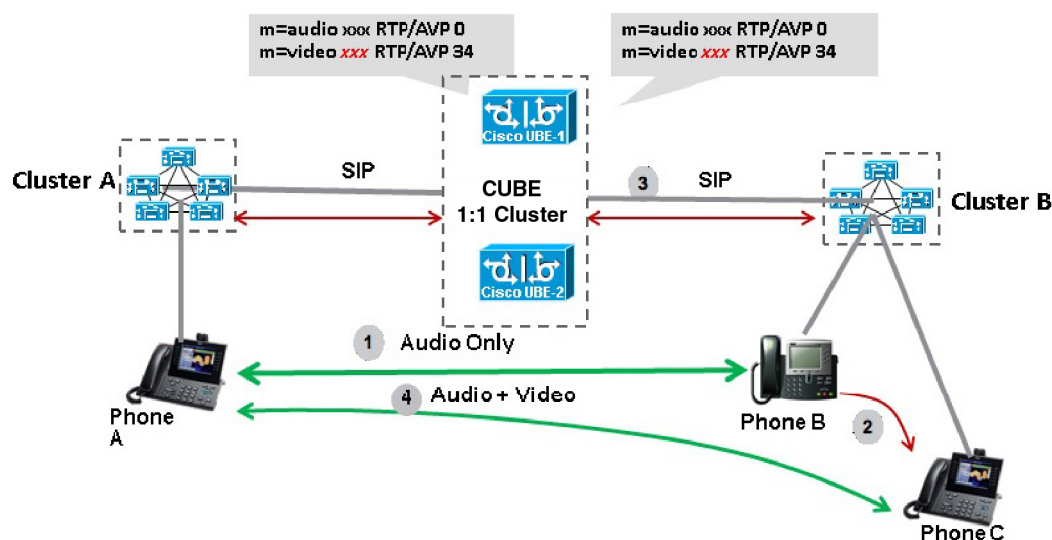 m=audio xxx RTP/AVP 0
m=video xxx RTP/AVP 34
m=audio xxx RTP/AVP 0
m=video xxx RTP/AVP 34
Cisco UBE-1
Cluster A
SIP
CUBE
1:1 Cluster
3
SIP
Cluster B
Cisco UBE-2
1 Audio Only
4 Audio + Video
Phone
A
Phone B
2
Phone C